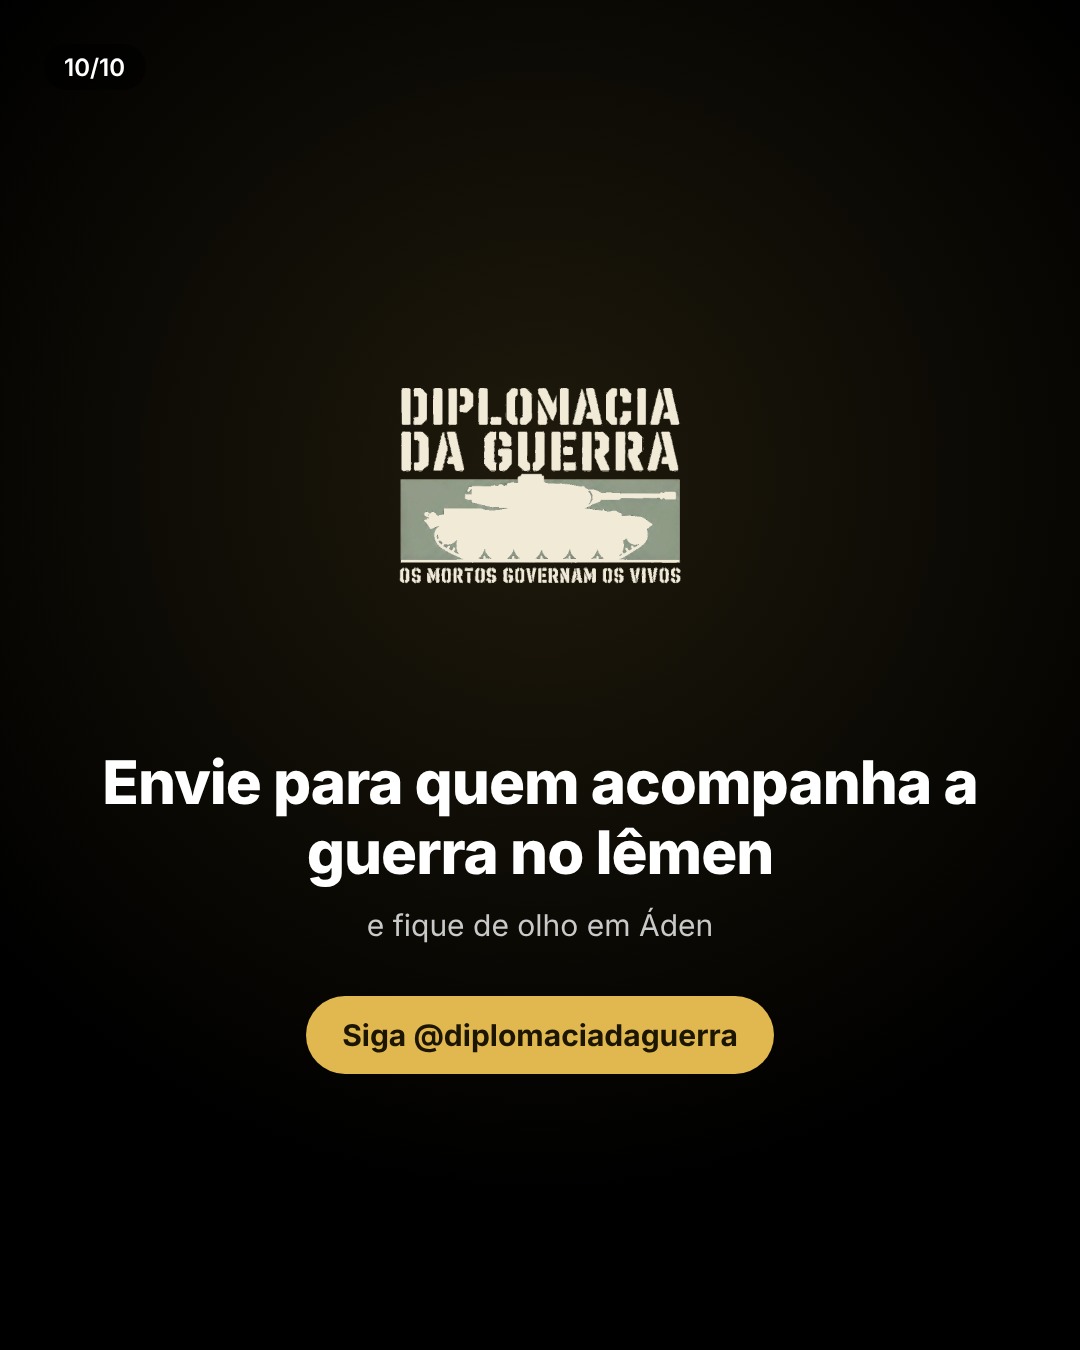 10/10
DIPLOMACIA
DA GUERRA
OS MORTOS GOVERNAM OS VIVOS
Envie para quem acompanha a
guerra no Iêmen
e fique de olho em Áden
Siga @diplomaciadaguerra